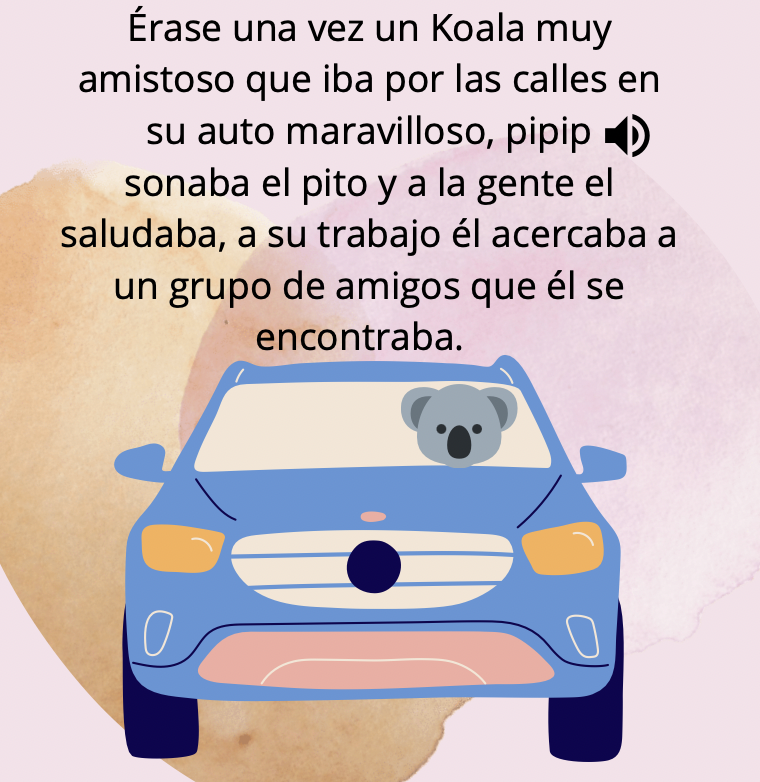 Érase una vez un Koala muy
amistoso que iba por las calles en
su auto maravilloso, pipip
sonaba el pito y a la gente el
saludaba, a su trabajo él acercaba a
un grupo de amigos que él se
encontraba.